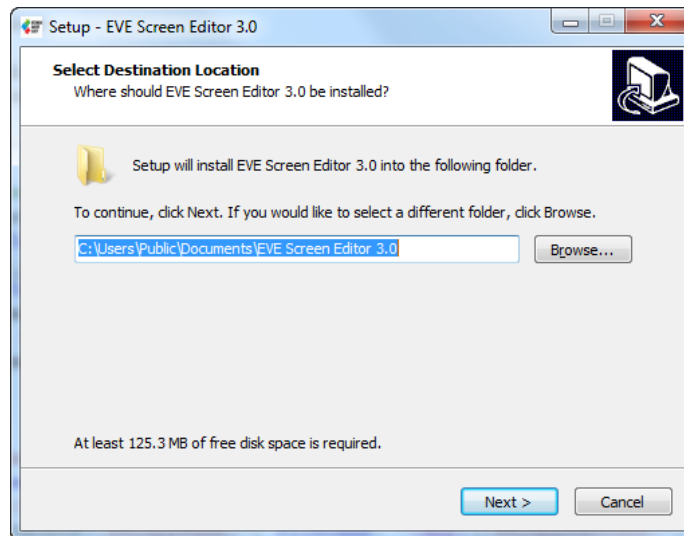 Setup - EVE Screen Editor 3.0
Select Destination Location
Where should EVE Screen Editor 3.0 be installed?
Setup will install EVE Screen Editor 3.0 into the following folder.
To continue, click Next. If you would like to select a different folder, click Browse.
C:\Users\Public\Documents\EVE Screen Editor 3.0
Browse...
At least 125.3 MB of free disk space is required.
Next >
Cancel